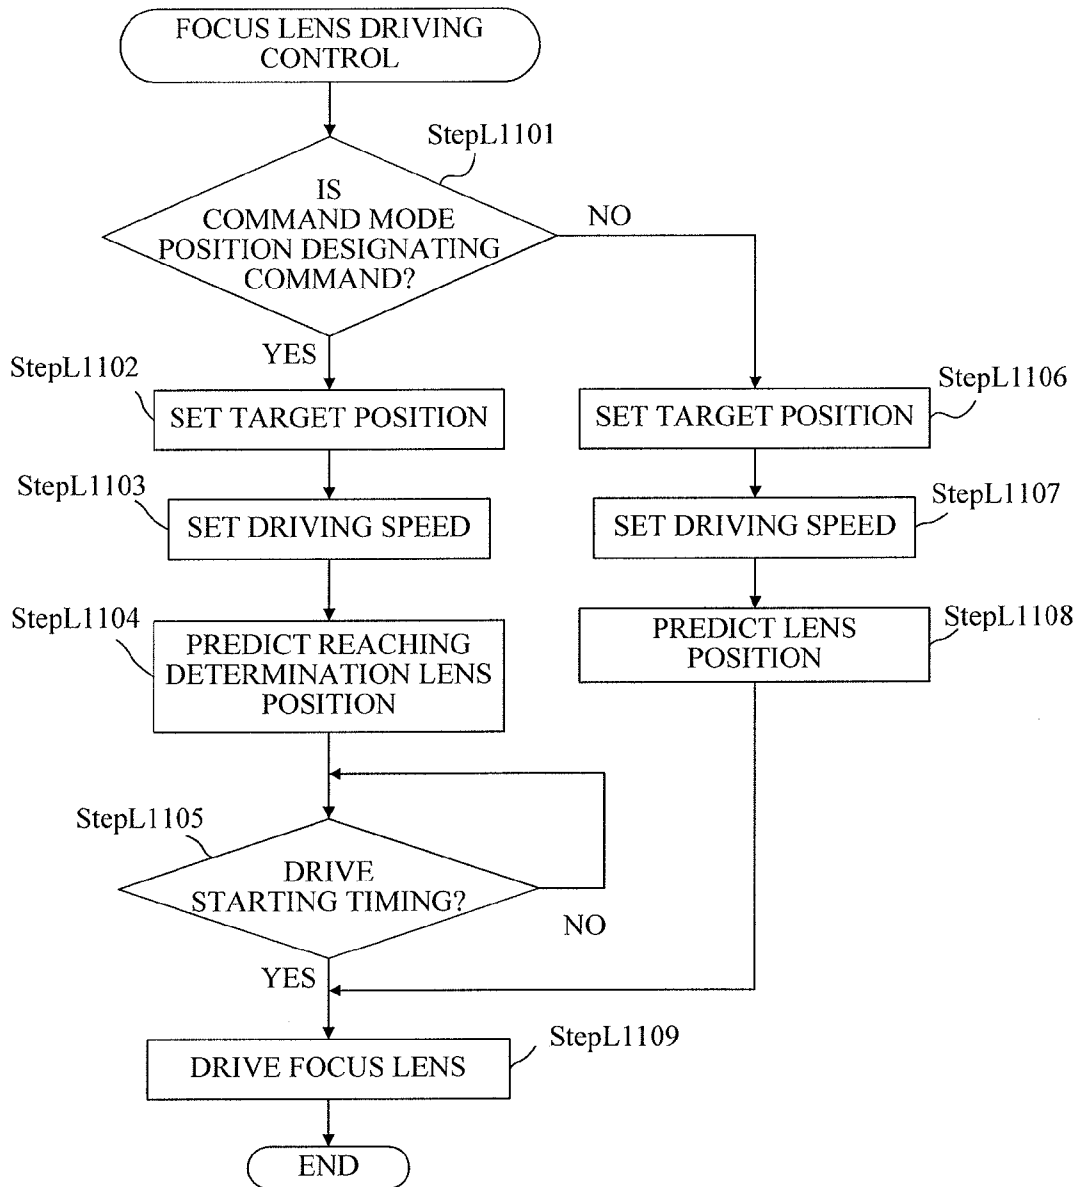 FOCUS LENS DRIVING
CONTROL
StepL1101
IS
COMMAND MODE
POSITION DESIGNATING
COMMAND?
NO
YES
StepL1102
SET TARGET POSITION
StepL1106
SET TARGET POSITION
StepL1103
SET DRIVING SPEED
StepL1107
SET DRIVING SPEED
StepL1104
PREDICT REACHING
DETERMINATION LENS
POSITION
StepL1108
PREDICT LENS
POSITION
StepL1105
DRIVE
STARTING TIMING?
NO
YES
StepL1109
DRIVE FOCUS LENS
END